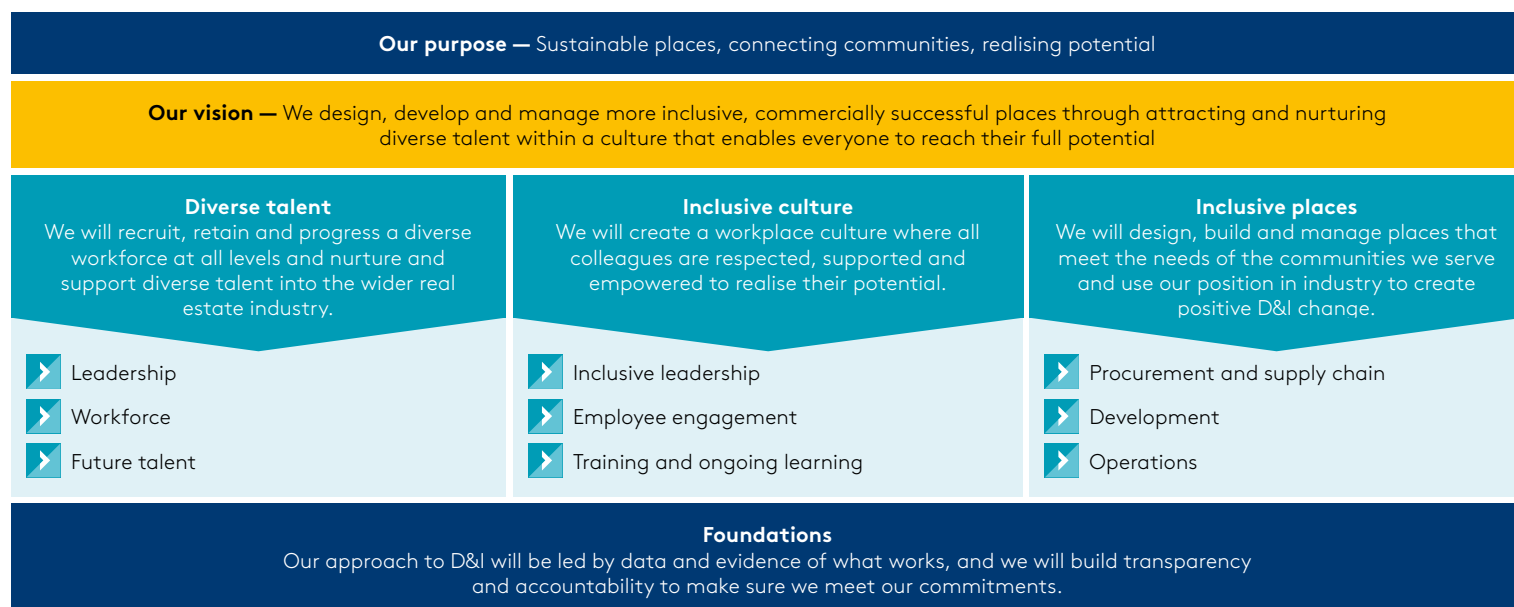 Our purpose — Sustainable places, connecting communities, realising potential
Our vision — We design, develop and manage more inclusive, commercially successful places through attracting and nurturing
diverse talent within a culture that enables everyone to reach their full potential
Diverse talent
We will recruit, retain and progress a diverse
workforce at all levels and nurture and
support diverse talent into the wider real
estate industry.
Leadership
Workforce
Future talent
Inclusive culture
We will create a workplace culture where all
colleagues are respected, supported and
empowered to realise their potential.
Inclusive leadership
Employee engagement
Training and ongoing learning
Inclusive places
We will design, build and manage places that
meet the needs of the communities we serve
and use our position in industry to create
positive D&I change.
Procurement and supply chain
Development
Operations
Foundations
Our approach to D&I will be led by data and evidence of what works, and we will build transparency
and accountability to make sure we meet our commitments.